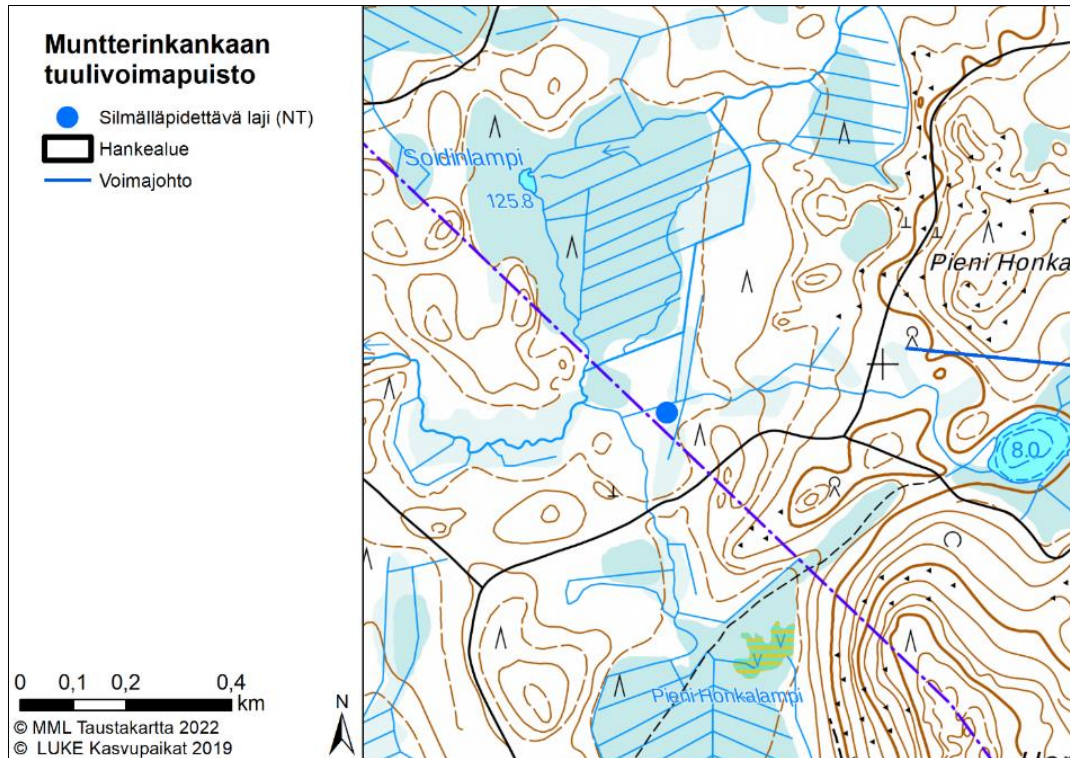 Muntterinkankaan
tuulivoimapuisto
Silmälläpidettävä laji (NT)
Hankealue
Voimajohto
0 0,1 0,2 0,4
km
© MML Taustakartta 2022
© LUKE Kasvupaikat 2019
N
Soidinlampi
125.8
Pieni Honka
8.0
Pieni Honkalampi
Hon